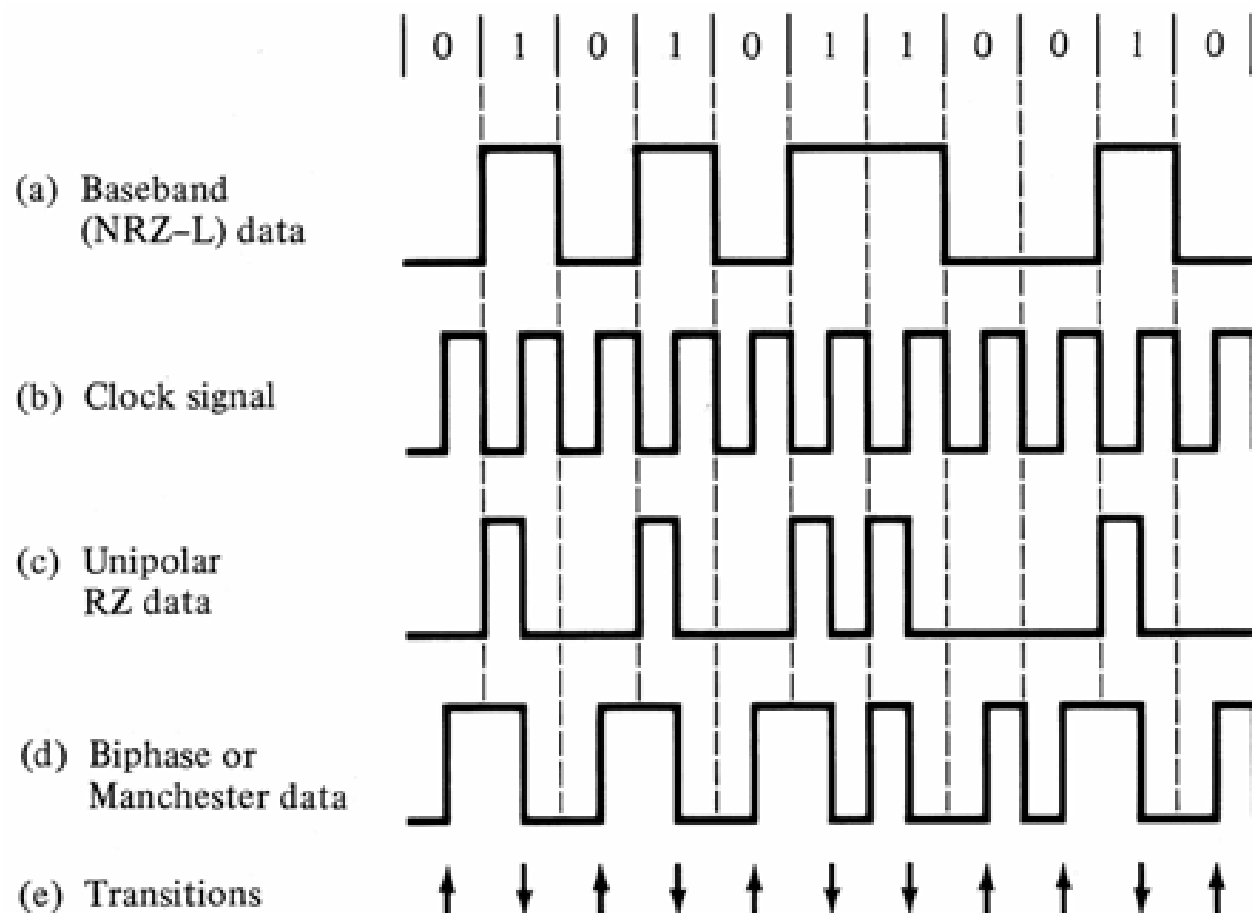 0 1 0 1 0 1 1 0 0 1 0
(a) Baseband
(NRZ–L) data
(b) Clock signal
(c) Unipolar
RZ data
(d) Biphase or
Manchester data
(e) Transitions